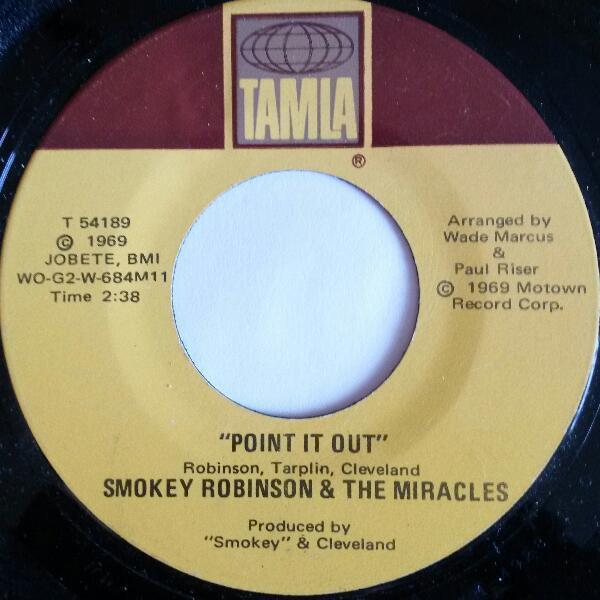 TAMLA
®
T 54189
© 1969
JOBETE, BMI
WO-G2-W-684M11
Time 2:38
Arranged by
Wade Marcus
&
Paul Riser
© 1969 Motown
Record Corp.
"POINT IT OUT"
Robinson, Tarplin, Cleveland
SMOKEY ROBINSON & THE MIRACLES
Produced by
"Smokey" & Cleveland